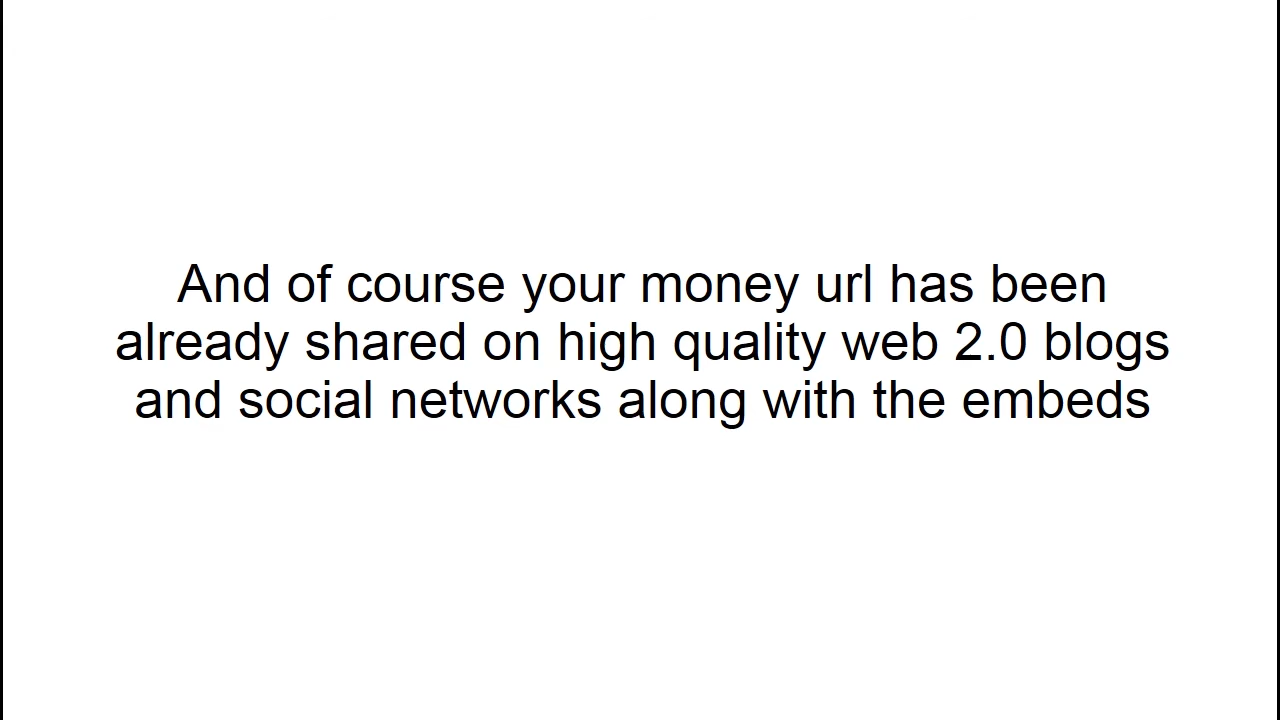 And of course your money url has been
already shared on high quality web 2.0 blogs
and social networks along with the embeds